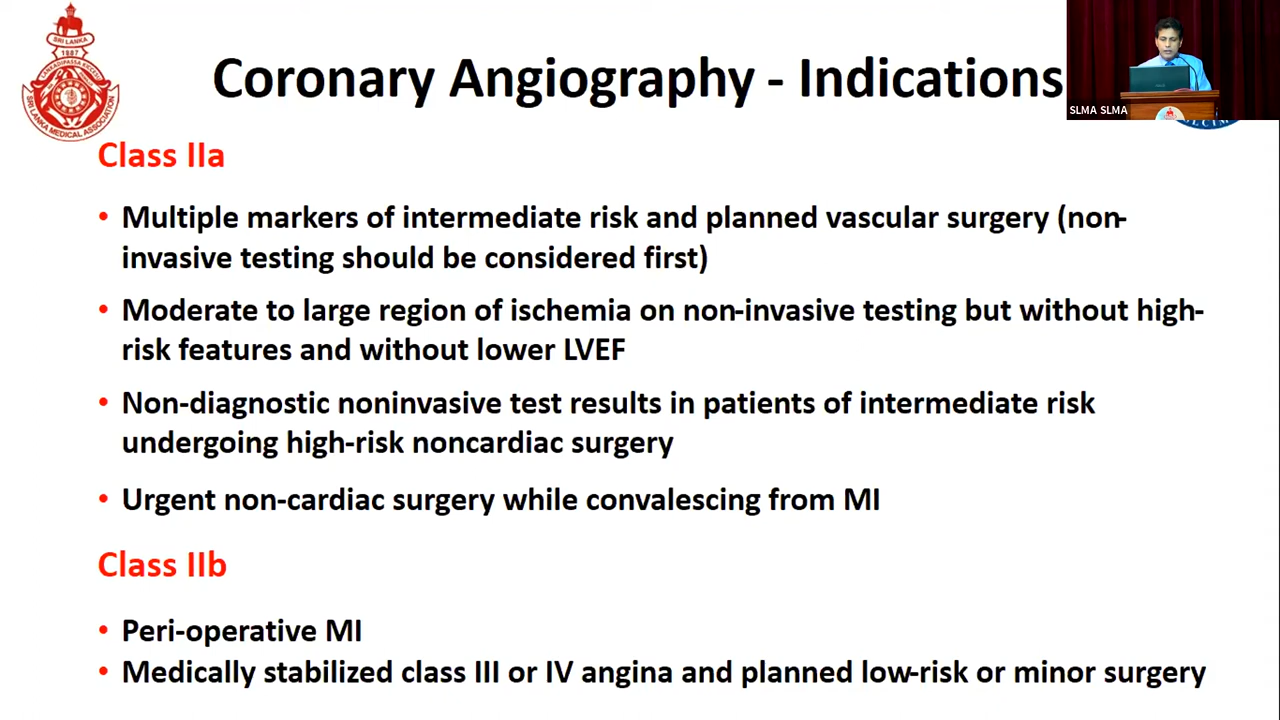 SRI LANKA
1887
SRI LANKA MEDICAL ASSOCIATION
Coronary Angiography - Indications
SLMA SLMA
Class IIa
• Multiple markers of intermediate risk and planned vascular surgery (non-
invasive testing should be considered first)
• Moderate to large region of ischemia on non-invasive testing but without high-
risk features and without lower LVEF
• Non-diagnostic noninvasive test results in patients of intermediate risk
undergoing high-risk noncardiac surgery
• Urgent non-cardiac surgery while convalescing from MI
Class IIb
• Peri-operative MI
• Medically stabilized class III or IV angina and planned low-risk or minor surgery